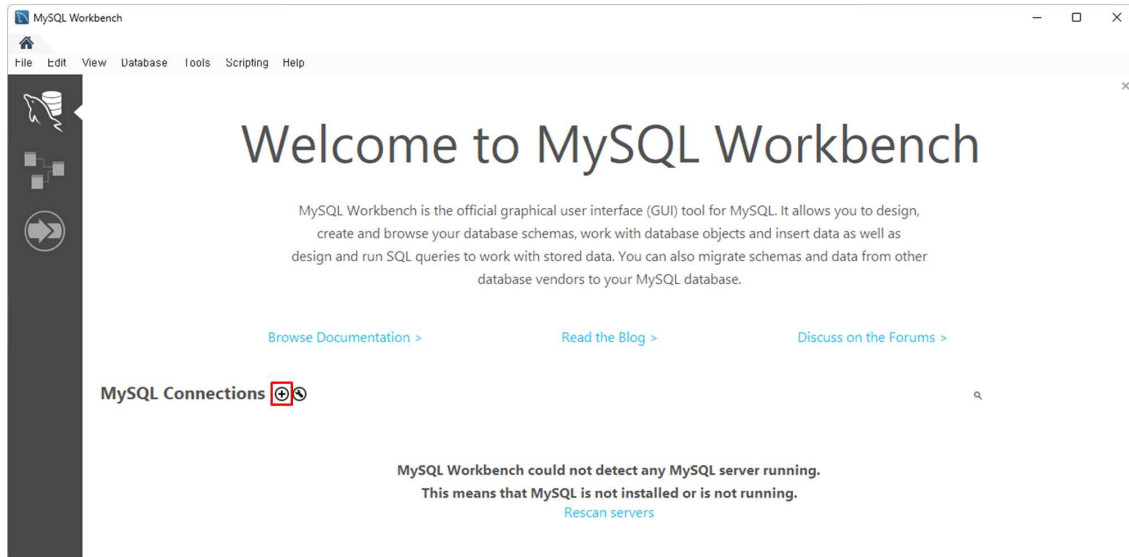 MySQL Workbench
File Edit View Database Tools Scripting Help
Welcome to MySQL Workbench
MySQL Workbench is the official graphical user interface (GUI) tool for MySQL. It allows you to design,
create and browse your database schemas, work with database objects and insert data as well as
design and run SQL queries to work with stored data. You can also migrate schemas and data from other
database vendors to your MySQL database.
Browse Documentation > Read the Blog > Discuss on the Forums >
MySQL Connections
MySQL Workbench could not detect any MySQL server running.
This means that MySQL is not installed or is not running.
Rescan servers